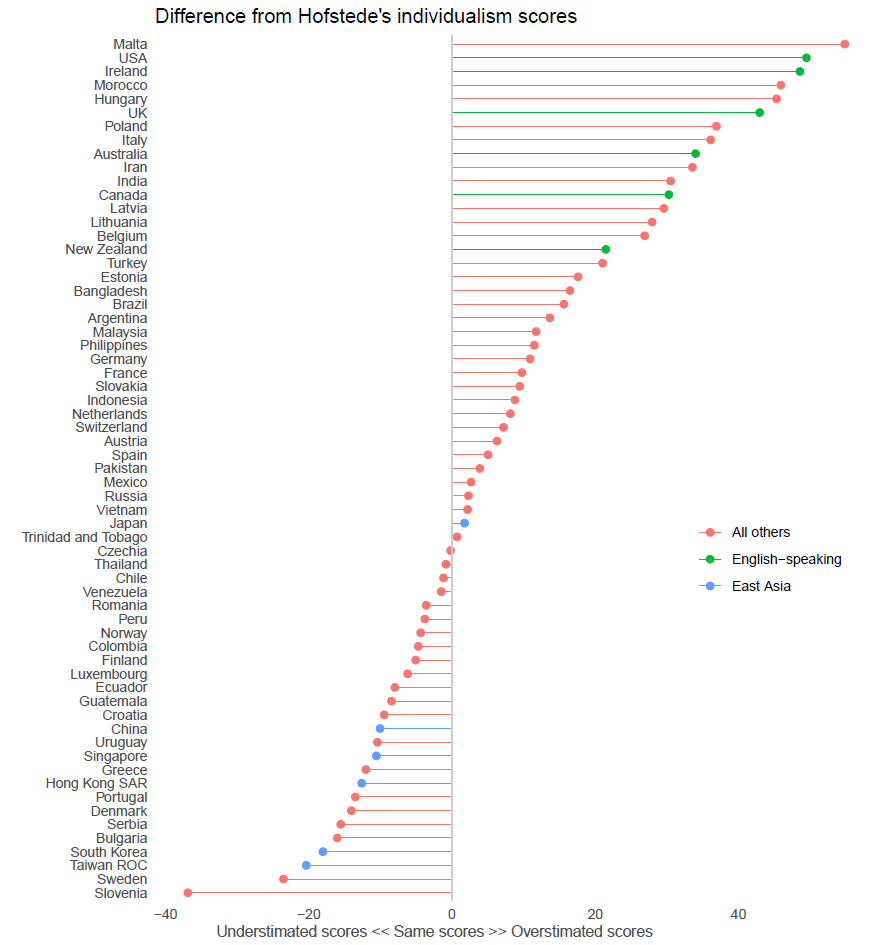 Difference from Hofstede's individualism scores
Malta
USA
Ireland
Morocco
Hungary
UK
Poland
Italy
Australia
Iran
India
Canada
Latvia
Lithuania
Belgium
New Zealand
Turkey
Estonia
Bangladesh
Brazil
Argentina
Malaysia
Philippines
Germany
France
Slovakia
Indonesia
Netherlands
Switzerland
Austria
Spain
Pakistan
Mexico
Russia
Vietnam
Japan
Trinidad and Tobago
Czechia
Thailand
Chile
Venezuela
Romania
Peru
Norway
Colombia
Finland
Luxembourg
Ecuador
Guatemala
Croatia
China
Uruguay
Singapore
Greece
Hong Kong SAR
Portugal
Denmark
Serbia
Bulgaria
South Korea
Taiwan ROC
Sweden
Slovenia
All others
English−speaking
East Asia
−40 −20 0 20 40
Understimated scores << Same scores >> Overstimated scores